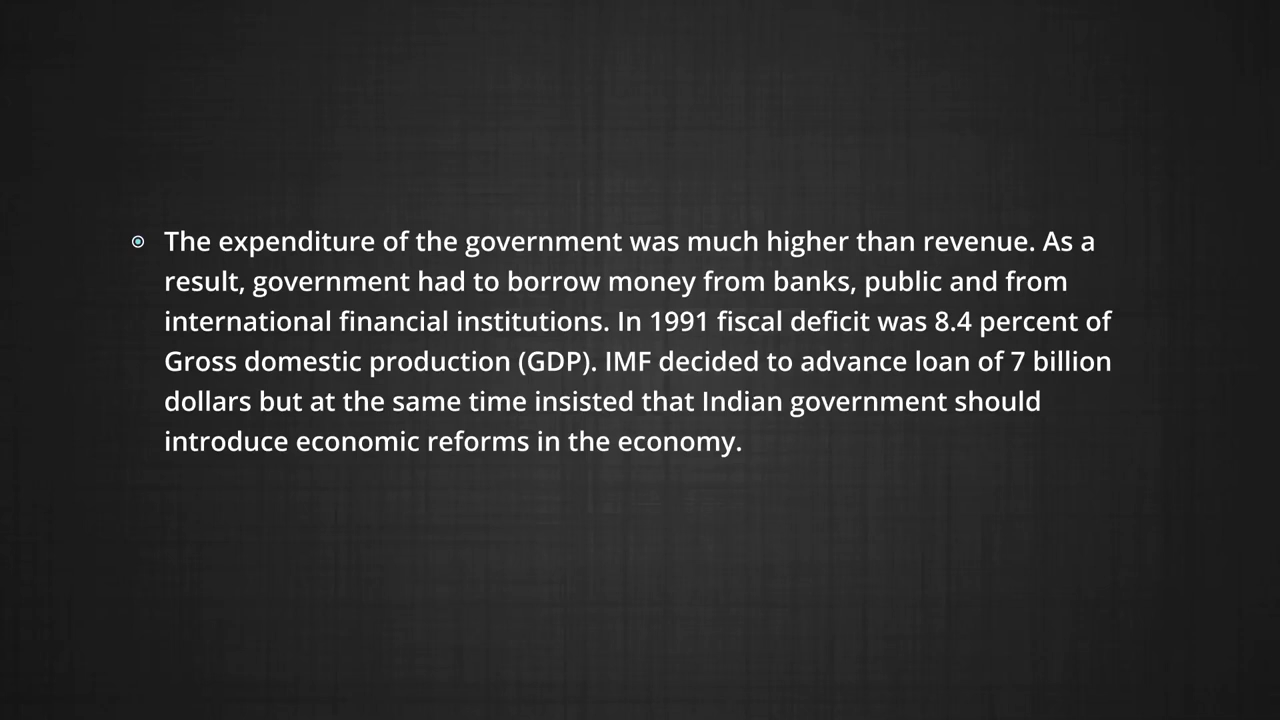 The expenditure of the government was much higher than revenue. As a
result, government had to borrow money from banks, public and from
international financial institutions. In 1991 fiscal deficit was 8.4 percent of
Gross domestic production (GDP). IMF decided to advance loan of 7 billion
dollars but at the same time insisted that Indian government should
introduce economic reforms in the economy.